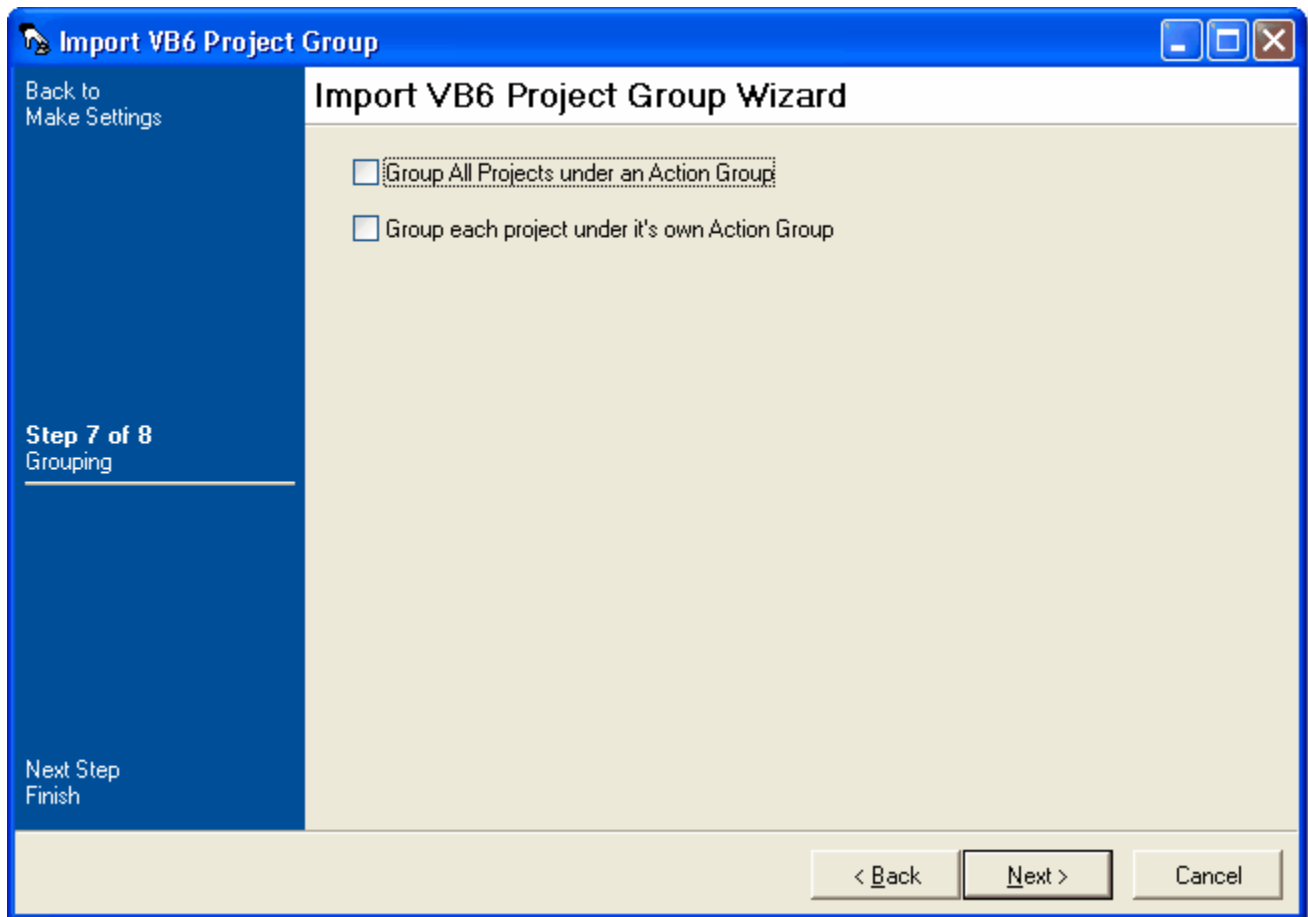 Import VB6 Project Group
Back to
Make Settings
Import VB6 Project Group Wizard
Group All Projects under an Action Group
Group each project under it's own Action Group
Step 7 of 8
Grouping
Next Step
Finish
< Back
Next >
Cancel